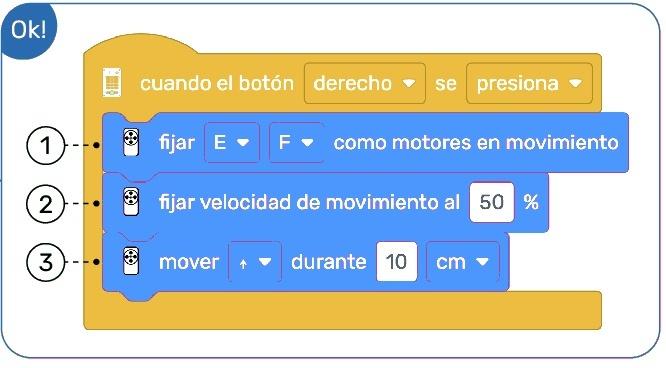 Ok!
cuando el botón derecho se presiona
1 fijar E F como motores en movimiento
2 fijar velocidad de movimiento al 50 %
3 mover ↑ durante 10 cm